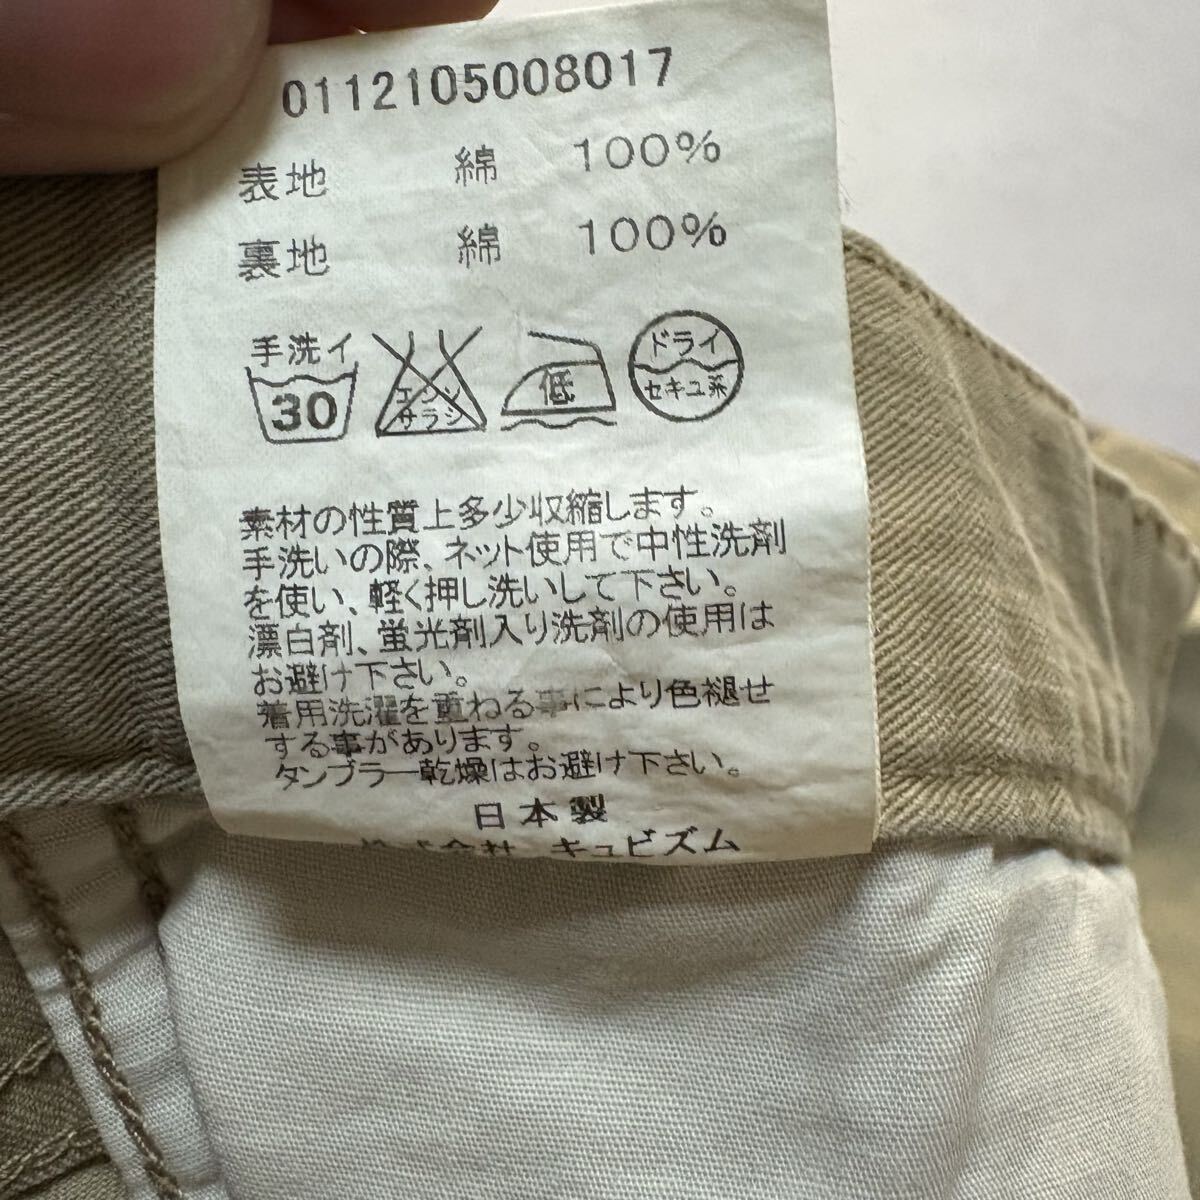 0112105008017
表地 綿 100%
裏地 綿 100%
手洗イ
30 エンソ サラシ 低 ドライ セキユ系
素材の性質上多少収縮します。
手洗いの際、ネット使用で中性洗剤
を使い、軽く押し洗いして下さい。
漂白剤、蛍光剤入り洗剤の使用は
お避け下さい。
着用洗濯を重ねる事により色褪せ
する事があります。
タンブラー乾燥はお避け下さい。
日本製
株式会社 キュビズム